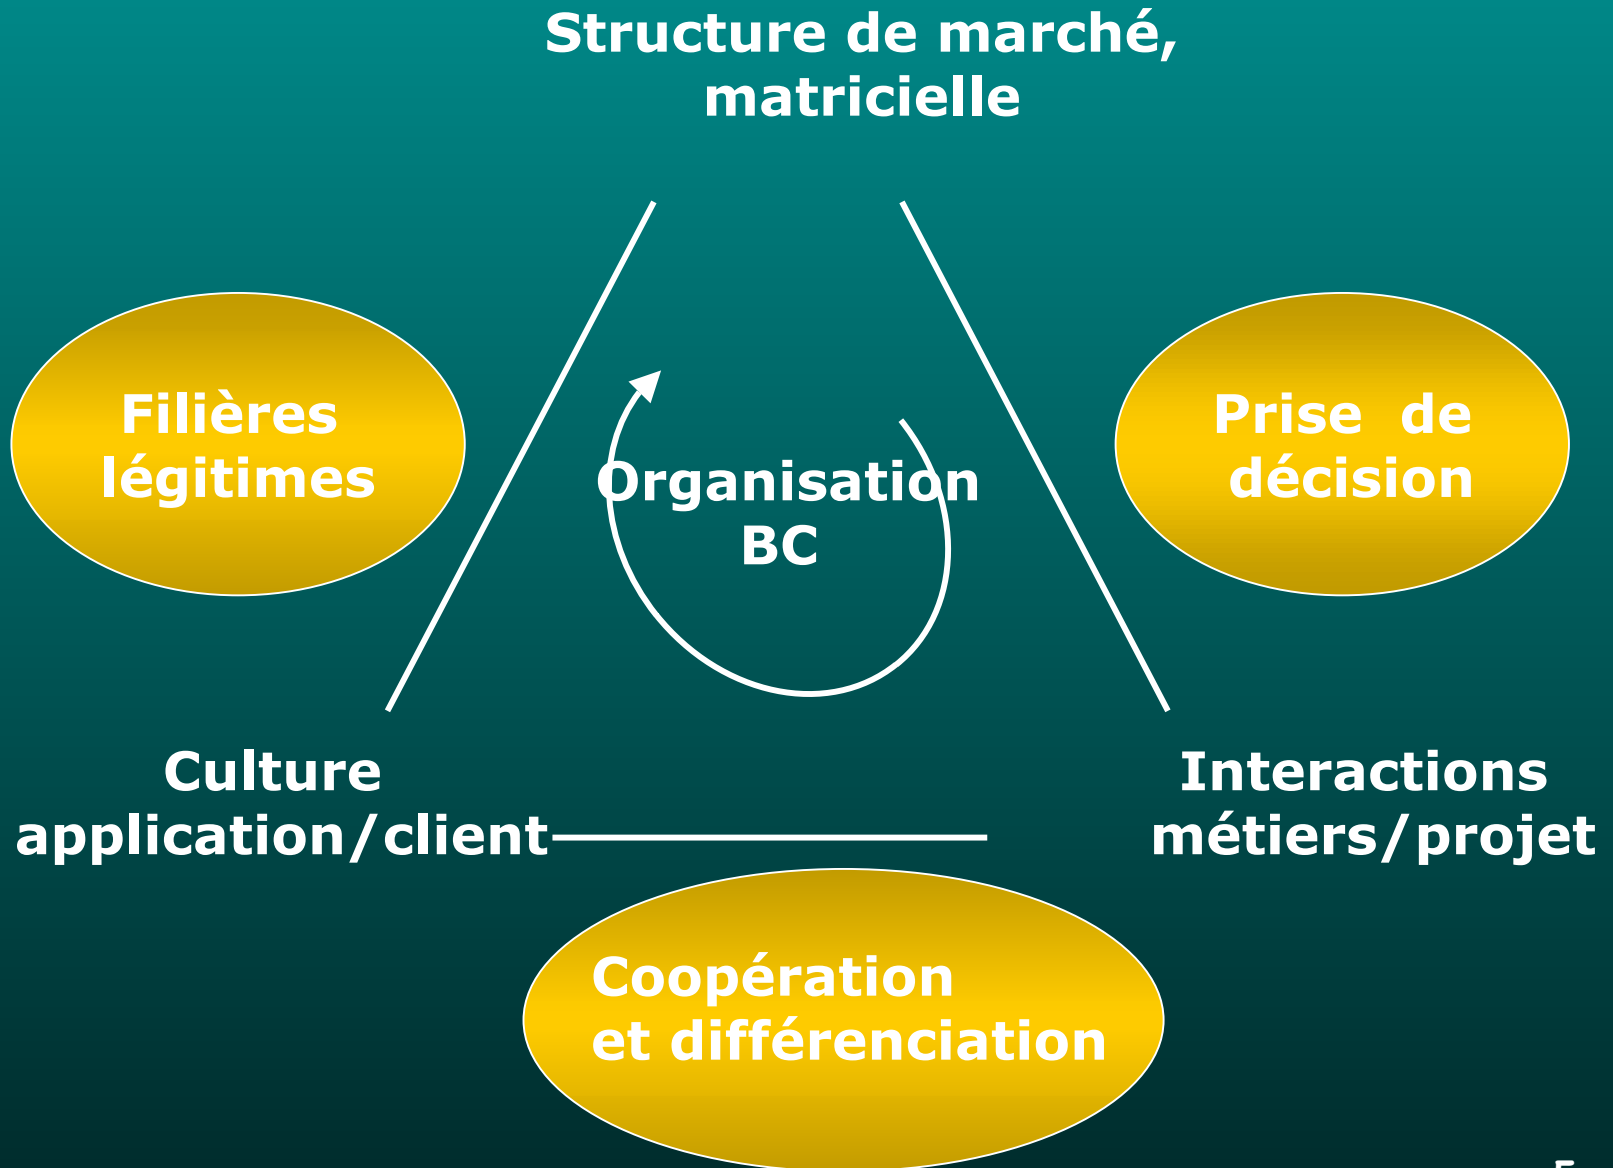 Structure de marché,
matricielle
Filières
légitimes
Prise de
décision
Organisation
BC
Culture
application/client
Interactions
métiers/projet
Coopération
et différenciation